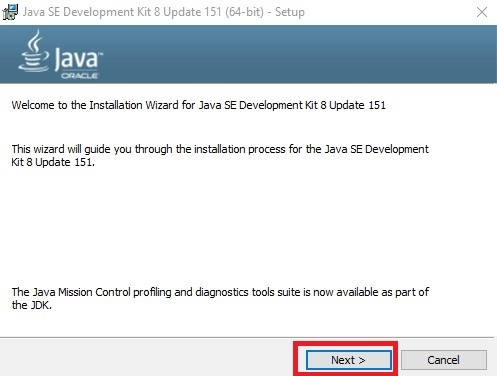 Java SE Development Kit 8 Update 151 (64-bit) - Setup
Java™
ORACLE
Welcome to the Installation Wizard for Java SE Development Kit 8 Update 151
This wizard will guide you through the installation process for the Java SE Development
Kit 8 Update 151.
The Java Mission Control profiling and diagnostics tools suite is now available as part of
the JDK.
Next >
Cancel